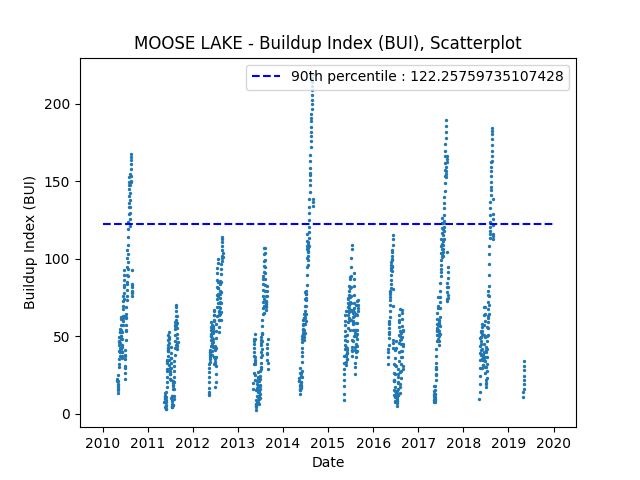 MOOSE LAKE - Buildup Index (BUI), Scatterplot
90th percentile : 122.25759735107428
200
150
100
50
0
Buildup Index (BUI)
2010 2011 2012 2013 2014 2015 2016 2017 2018 2019 2020
Date